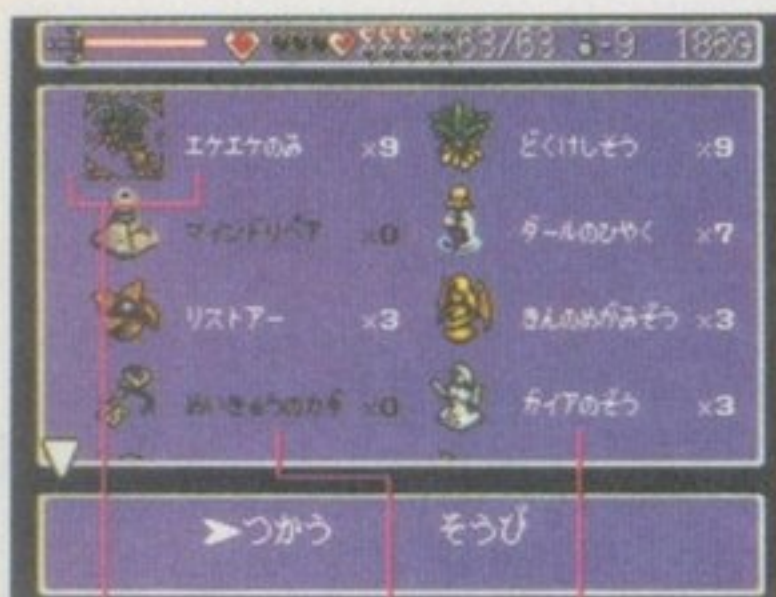 63/63 -9 186G
エケエケのみ ×9 どくけしそう ×9
マインドリペア ×0 ダールのひやく ×7
リストアー ×3 きんのめがみぞう ×3
めいきゅうのカギ ×0 ガイアのぞう ×3
つかう そうび